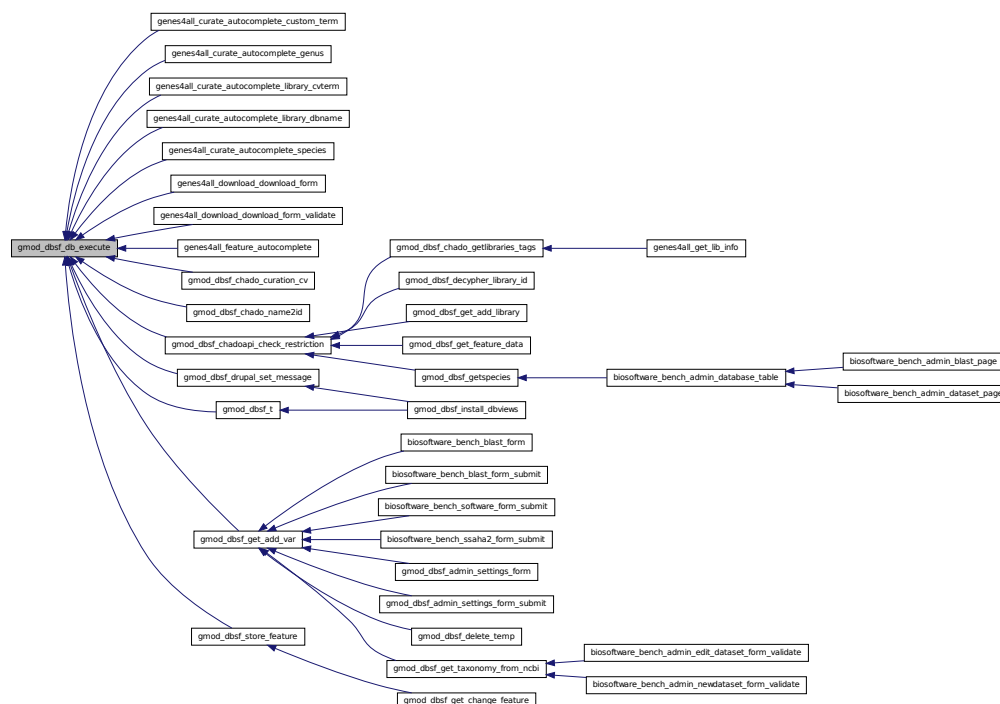 genes4all_curate_autocomplete_custom_term
genes4all_curate_autocomplete_genus
genes4all_curate_autocomplete_library_cvterm
genes4all_curate_autocomplete_library_dbname
genes4all_curate_autocomplete_species
genes4all_download_download_form
genes4all_download_download_form_validate
gmod_dbsf_db_execute
genes4all_feature_autocomplete
gmod_dbsf_chado_getlibraries_tags
genes4all_get_lib_info
gmod_dbsf_chado_curation_cv
gmod_dbsf_decypher_library_id
gmod_dbsf_chado_name2id
gmod_dbsf_get_add_library
gmod_dbsf_chadoapi_check_restriction
gmod_dbsf_get_feature_data
biosoftware_bench_admin_blast_page
gmod_dbsf_drupal_set_message
gmod_dbsf_getspecies
biosoftware_bench_admin_database_table
biosoftware_bench_admin_dataset_page
gmod_dbsf_t
gmod_dbsf_install_dbviews
biosoftware_bench_blast_form
biosoftware_bench_blast_form_submit
biosoftware_bench_software_form_submit
gmod_dbsf_get_add_var
biosoftware_bench_ssaha2_form_submit
gmod_dbsf_admin_settings_form
gmod_dbsf_admin_settings_form_submit
gmod_dbsf_store_feature
gmod_dbsf_delete_temp
biosoftware_bench_admin_edit_dataset_form_validate
gmod_dbsf_get_taxonomy_from_ncbi
biosoftware_bench_admin_newdataset_form_validate
gmod_dbsf_get_change_feature